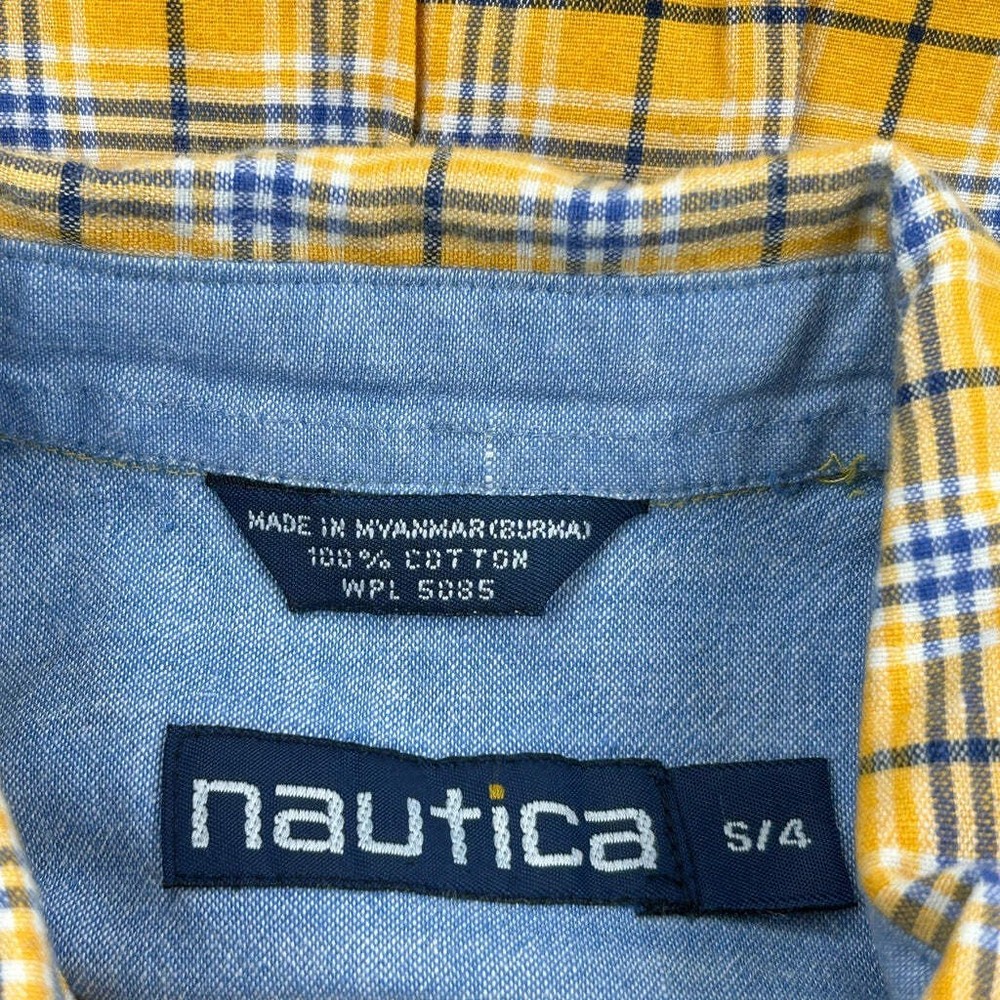 MADE IN MYANMAR(BURMA)
100% COTTON
WPL 5085
nautica
S/4